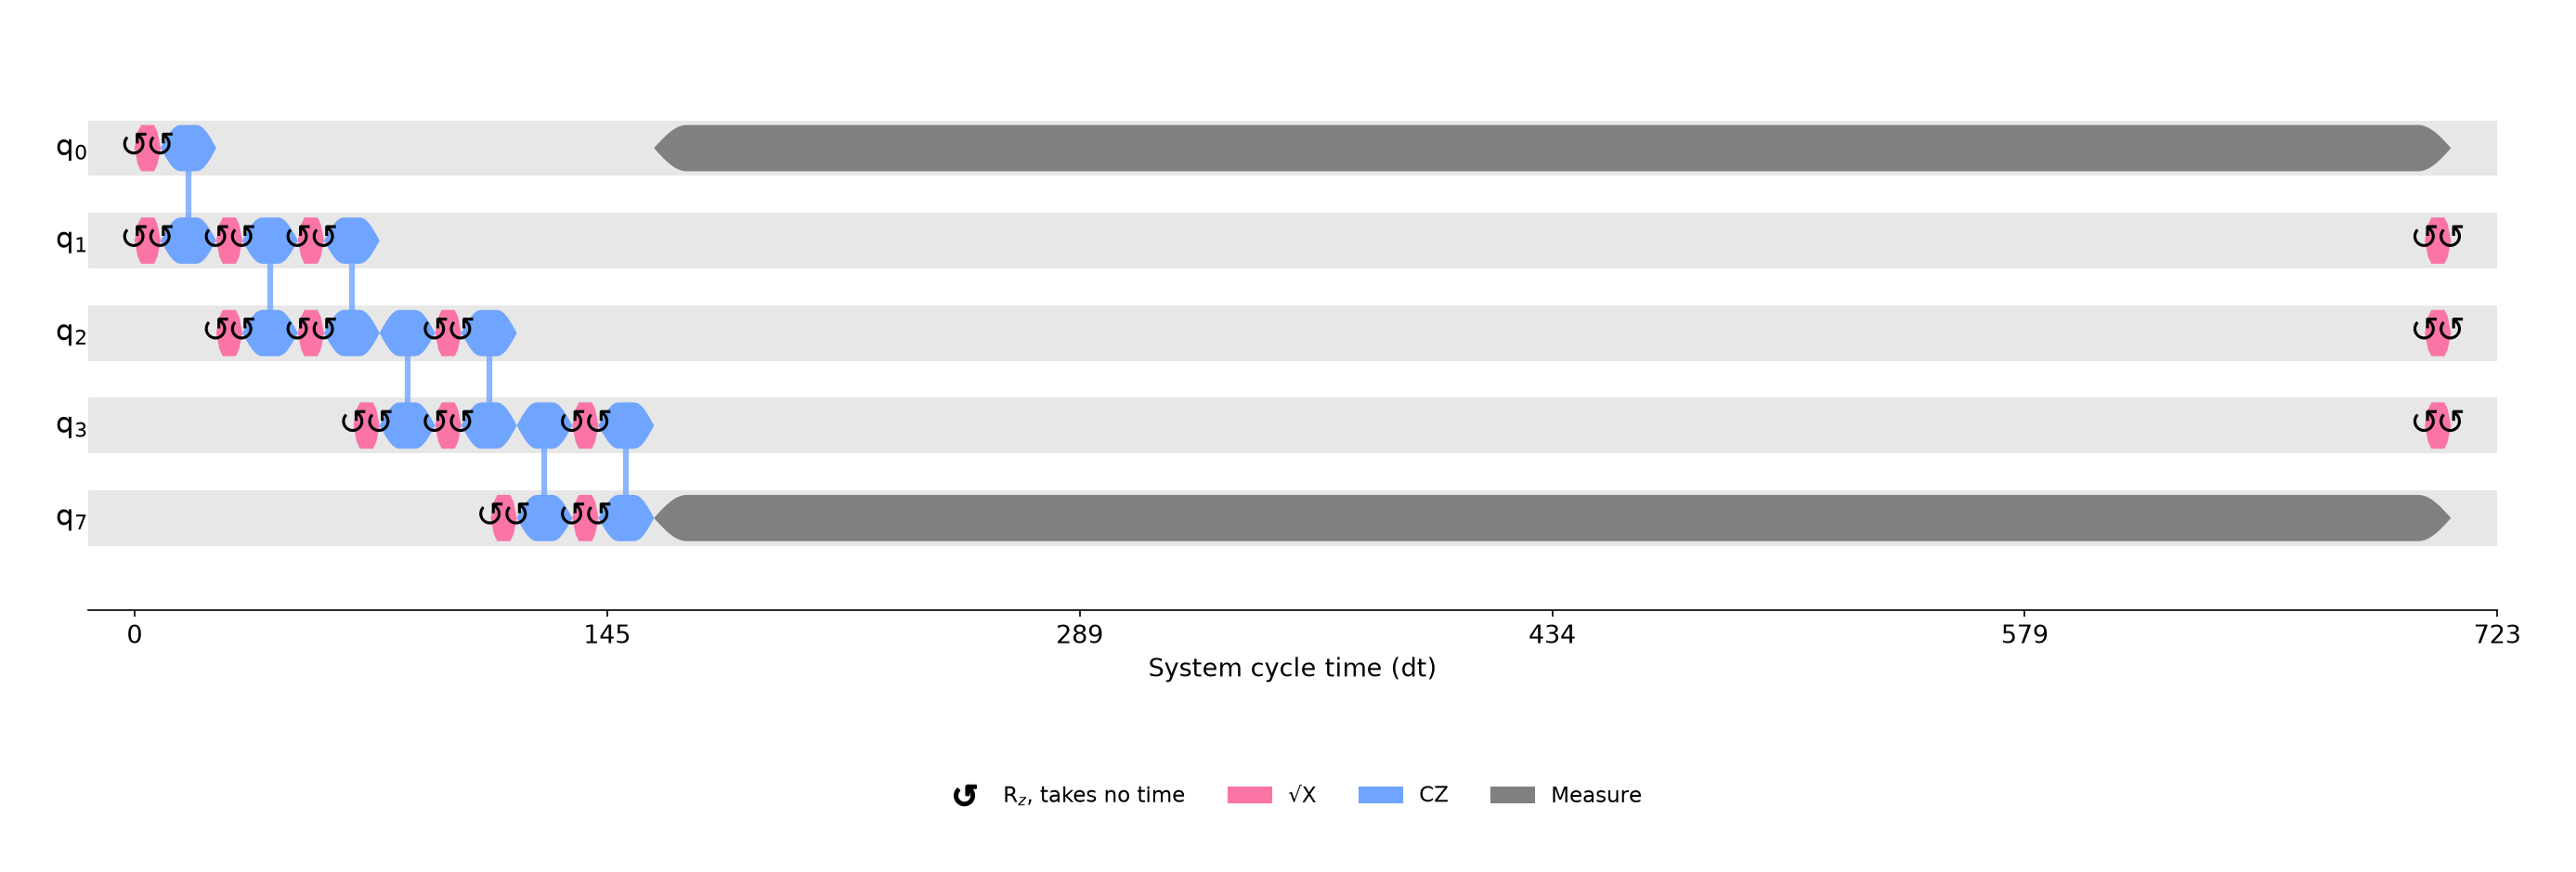 q0
q1
q2
q3
q7
0 145 289 434 579 723
System cycle time (dt)
Rz, takes no time √X CZ Measure